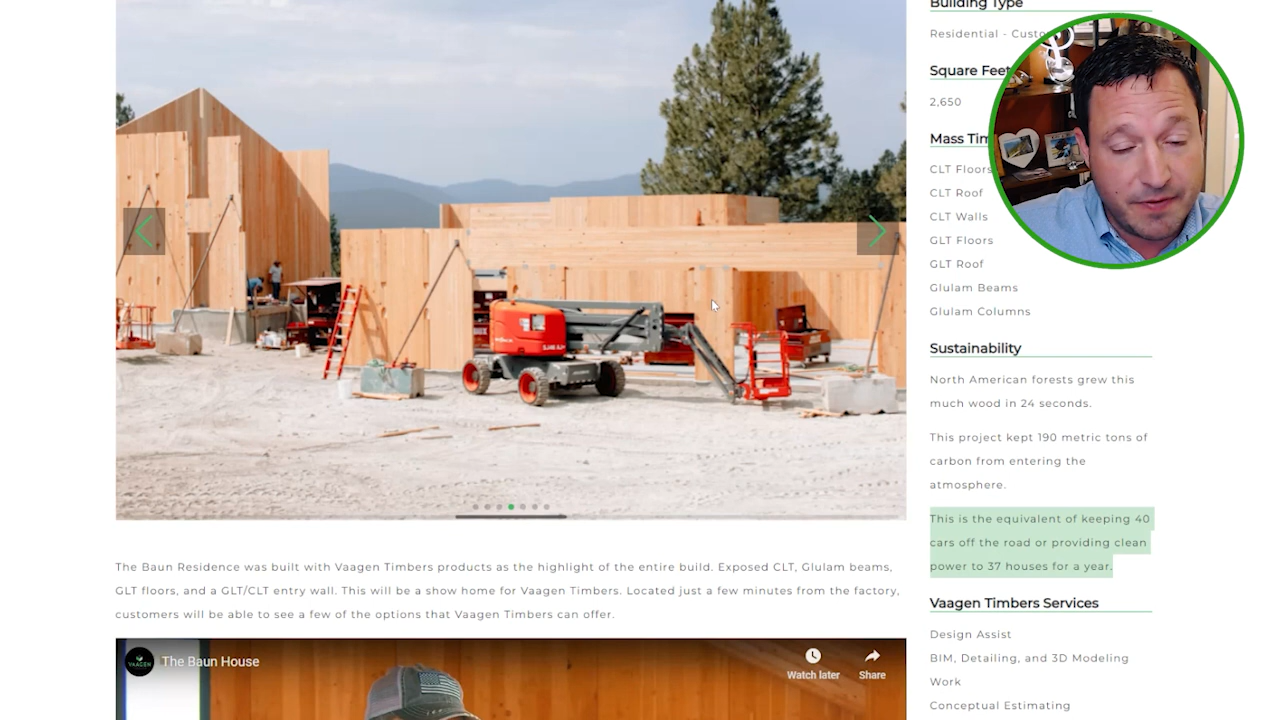 Building Type
Residential - Custo
Square Feet
2,650
Mass Tim
CLT Floors
CLT Roof
CLT Walls
GLT Floors
GLT Roof
Glulam Beams
Glulam Columns
Sustainability
North American forests grew this
much wood in 24 seconds.
This project kept 190 metric tons of
carbon from entering the
atmosphere.
This is the equivalent of keeping 40
cars off the road or providing clean
power to 37 houses for a year.
Vaagen Timbers Services
Design Assist
BIM, Detailing, and 3D Modeling
Work
Conceptual Estimating
The Baun Residence was built with Vaagen Timbers products as the highlight of the entire build. Exposed CLT, Glulam beams,
GLT floors, and a GLT/CLT entry wall. This will be a show home for Vaagen Timbers. Located just a few minutes from the factory,
customers will be able to see a few of the options that Vaagen Timbers can offer.
VAAGEN
The Baun House
Watch later
Share